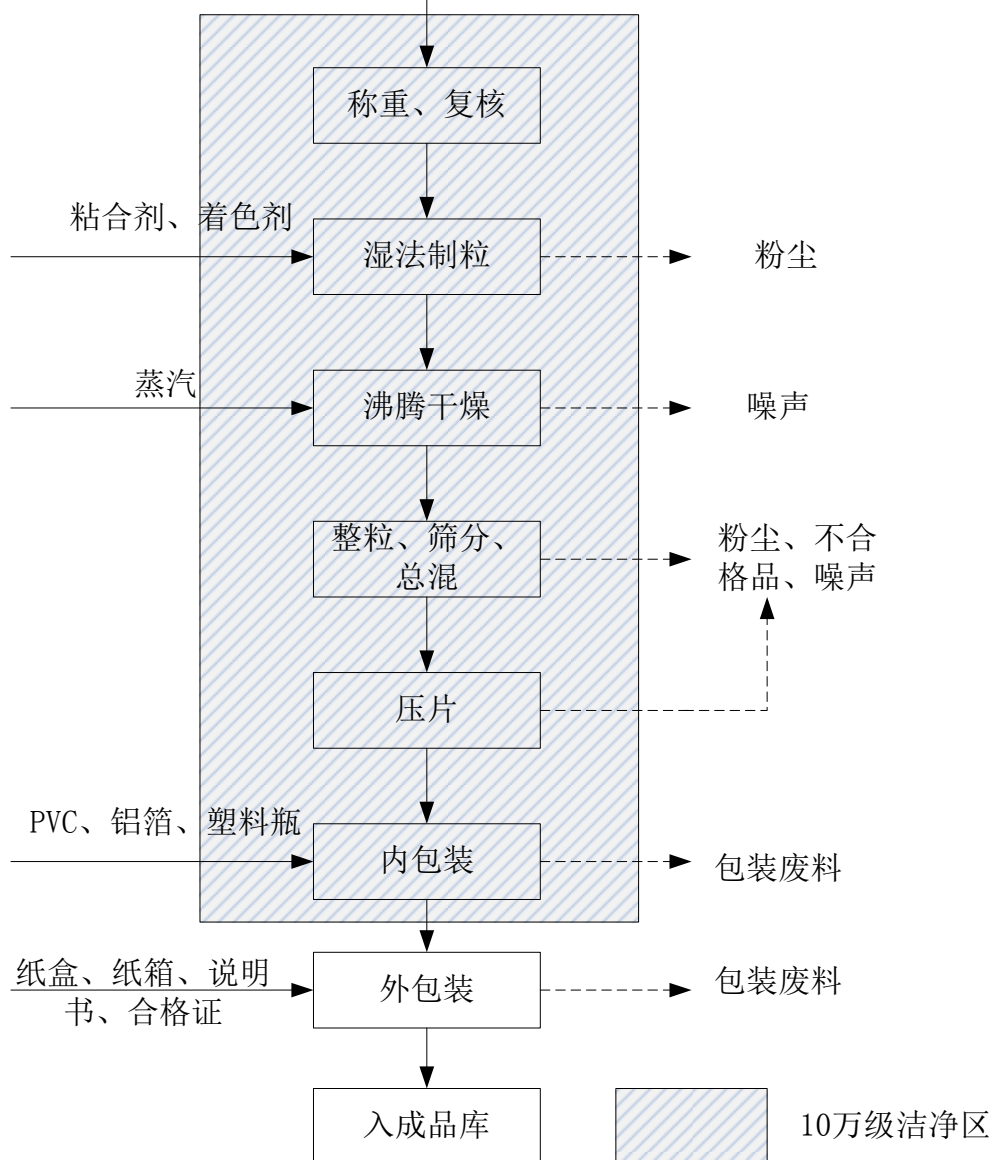 称重、复核
粘合剂、着色剂
湿法制粒
粉尘
蒸汽
沸腾干燥
噪声
整粒、筛分、
总混
粉尘、不合
格品、噪声
压片
PVC、铝箔、塑料瓶
内包装
包装废料
纸盒、纸箱、说明
书、合格证
外包装
包装废料
入成品库
10万级洁净区